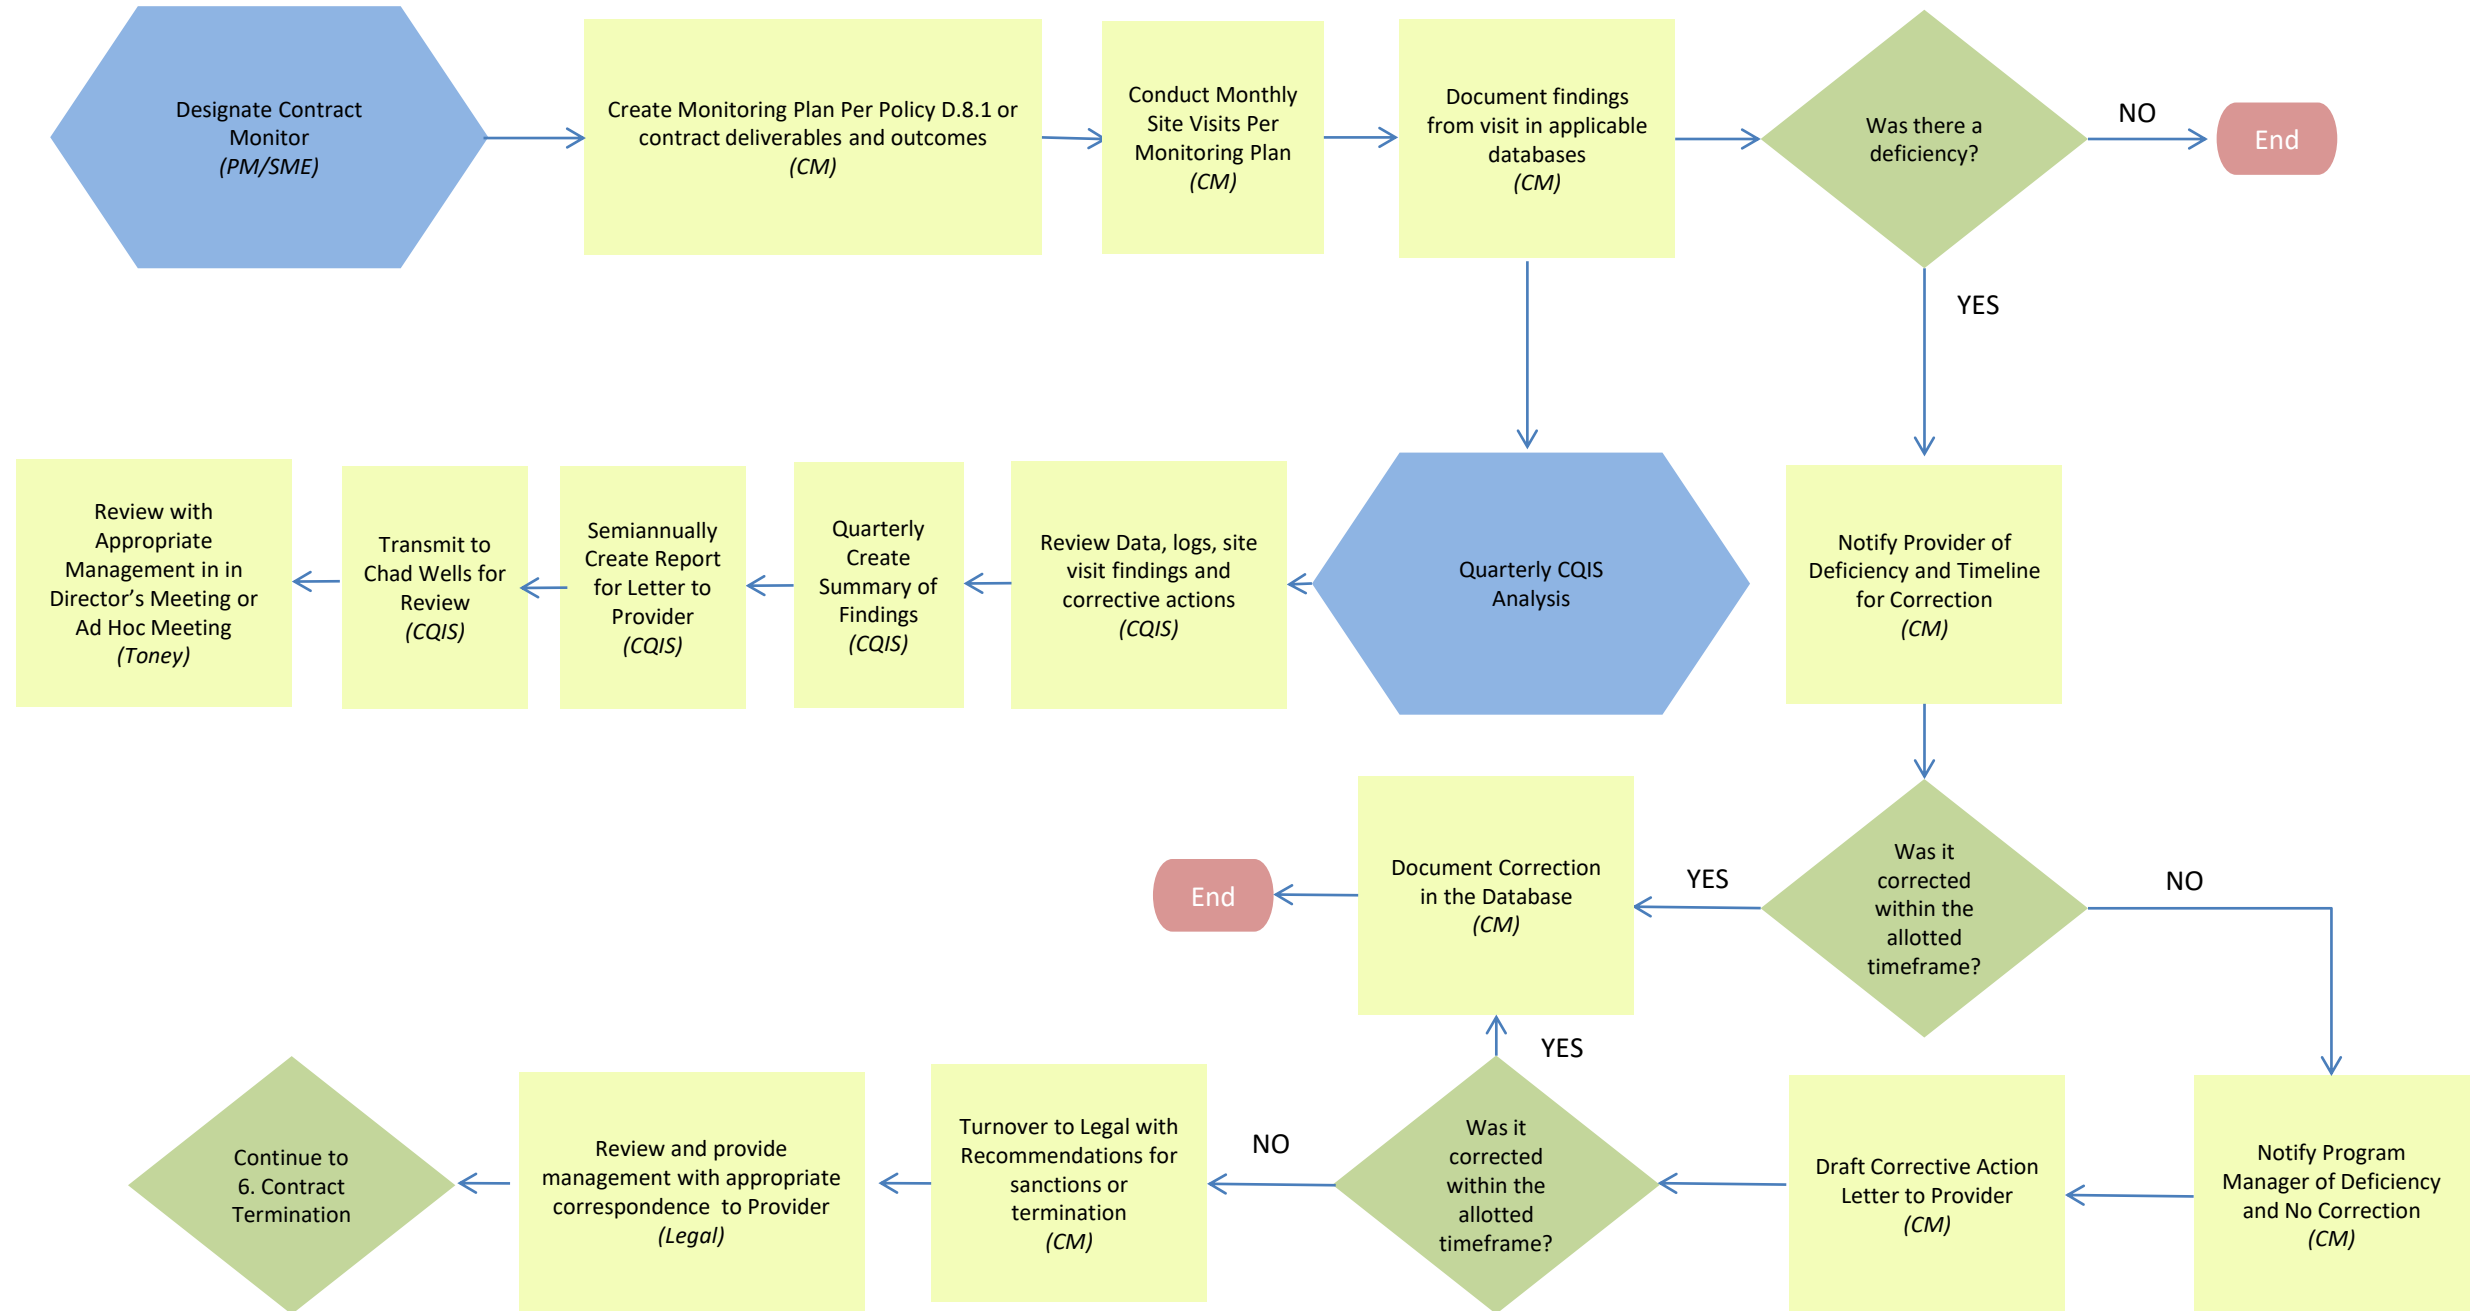 Designate Contract
Monitor
(PM/SME)
Create Monitoring Plan Per Policy D.8.1 or
contract deliverables and outcomes
(CM)
Conduct Monthly
Site Visits Per
Monitoring Plan
(CM)
Document findings
from visit in applicable
databases
(CM)
Was there a
deficiency?
NO
End
YES
Review with
Appropriate
Management in in
Director’s Meeting or
Ad Hoc Meeting
(Toney)
Transmit to
Chad Wells for
Review
(CQIS)
Semiannually
Create Report
for Letter to
Provider
(CQIS)
Quarterly
Create
Summary of
Findings
(CQIS)
Review Data, logs, site
visit findings and
corrective actions
(CQIS)
Quarterly CQIS
Analysis
Notify Provider of
Deficiency and Timeline
for Correction
(CM)
End
Document Correction
in the Database
(CM)
YES
Was it
corrected
within the
allotted
timeframe?
NO
YES
Continue to
6. Contract
Termination
Review and provide
management with appropriate
correspondence  to Provider
(Legal)
Turnover to Legal with
Recommendations for
sanctions or
termination
(CM)
NO
Was it
corrected
within the
allotted
timeframe?
Draft Corrective Action
Letter to Provider
(CM)
Notify Program
Manager of Deficiency
and No Correction
(CM)